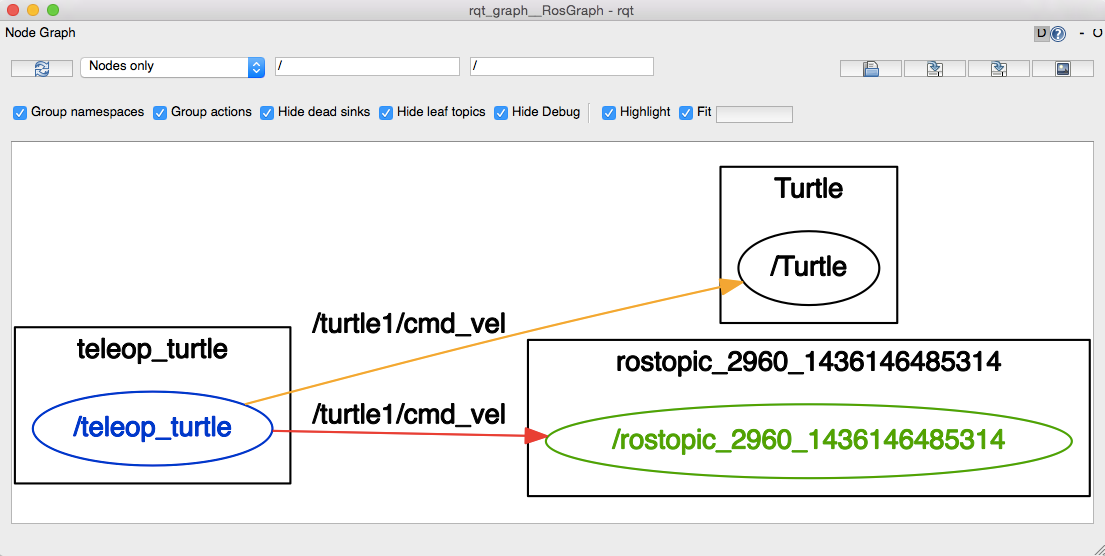 rqt_graph__RosGraph - rqt
Node Graph
D ? - O
Nodes only / /
Group namespaces Group actions Hide dead sinks Hide leaf topics Hide Debug Highlight Fit
Turtle
/Turtle
/turtle1/cmd_vel
teleop_turtle
/teleop_turtle
/turtle1/cmd_vel
rostopic_2960_1436146485314
/rostopic_2960_1436146485314